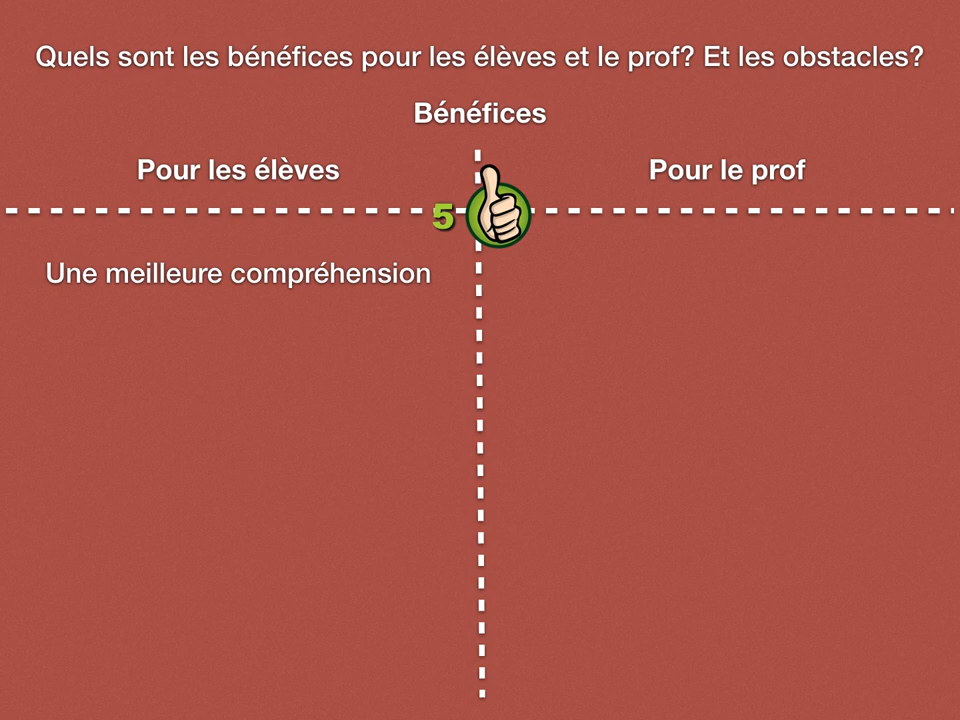 Quels sont les bénéfices pour les élèves et le prof? Et les obstacles?
Bénéfices
Pour les élèves
Pour le prof
5
Une meilleure compréhension